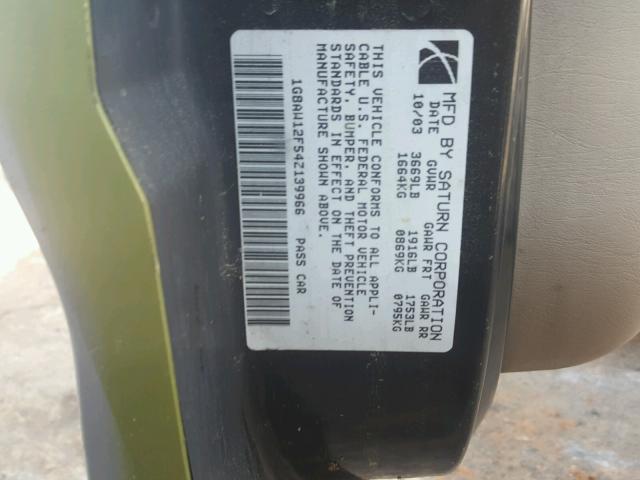 MFD BY SATURN CORPORATION
DATE GVWR GAWR FRT GAWR RR
10/03 3669LB 1916LB 1753LB
1664KG 0869KG 0795KG
THIS VEHICLE CONFORMS TO ALL APPLI-
CABLE U.S. FEDERAL MOTOR VEHICLE
SAFETY, BUMPER, AND THEFT PREVENTION
STANDARDS IN EFFECT ON THE DATE OF
MANUFACTURE SHOWN ABOVE.
1G8AW12F54Z139966 PASS CAR